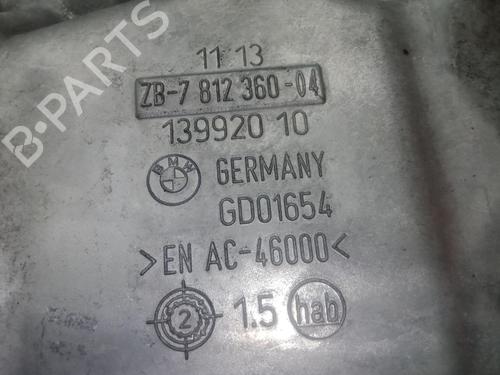 B-PARTS
11 13
ZB-7 812 360-04
139920 10
BMW GERMANY
GD01654
>EN AC-46000<
2 1.5 hab